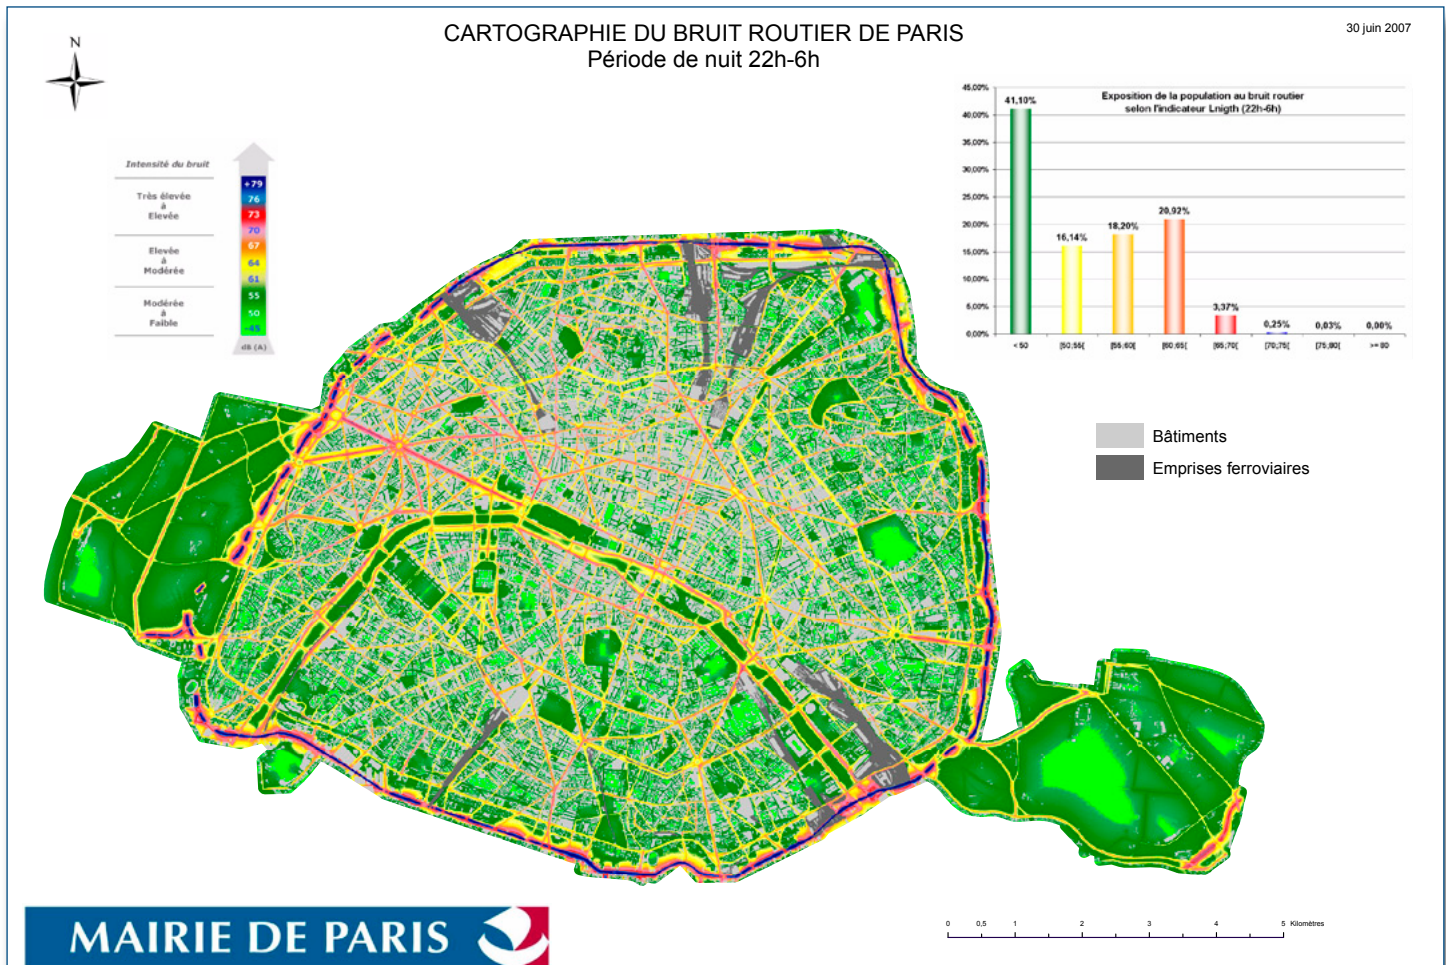 CARTOGRAPHIE DU BRUIT ROUTIER DE PARIS
Période de nuit 22h-6h
30 juin 2007
N
Intensité du bruit
Très élevée
à
Elevée
Elevée
à
Modérée
Modérée
à
Faible
+79
76
73
70
67
64
61
55
50
-45
dB (A)
Exposition de la population au bruit routier
selon l'indicateur Lnigth (22h-6h)
45,00%
40,00%
35,00%
30,00%
25,00%
20,00%
15,00%
10,00%
5,00%
0,00%
41,10%
16,14%
18,20%
20,92%
3,37%
0,25%
0,03%
0,00%
< 50
[50;55[
[55;60[
[60;65[
[65;70[
[70;75[
[75;80[
>= 80
Bâtiments
Emprises ferroviaires
MAIRIE DE PARIS
0 0,5 1 2 3 4 5 Kilomètres